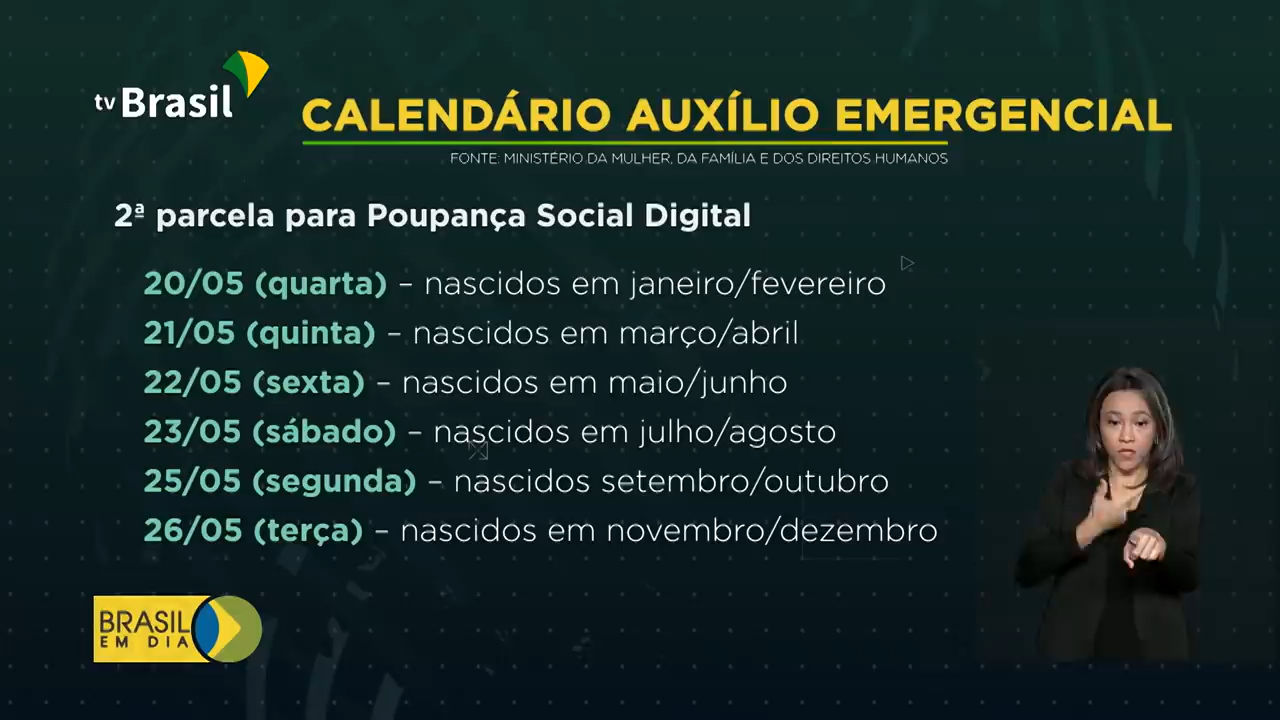 tv Brasil
CALENDÁRIO AUXÍLIO EMERGENCIAL
FONTE: MINISTÉRIO DA MULHER, DA FAMÍLIA E DOS DIREITOS HUMANOS
2ª parcela para Poupança Social Digital
20/05 (quarta) – nascidos em janeiro/fevereiro
21/05 (quinta) – nascidos em março/abril
22/05 (sexta) – nascidos em maio/junho
23/05 (sábado) – nascidos em julho/agosto
25/05 (segunda) – nascidos setembro/outubro
26/05 (terça) – nascidos em novembro/dezembro
BRASIL
EM DIA